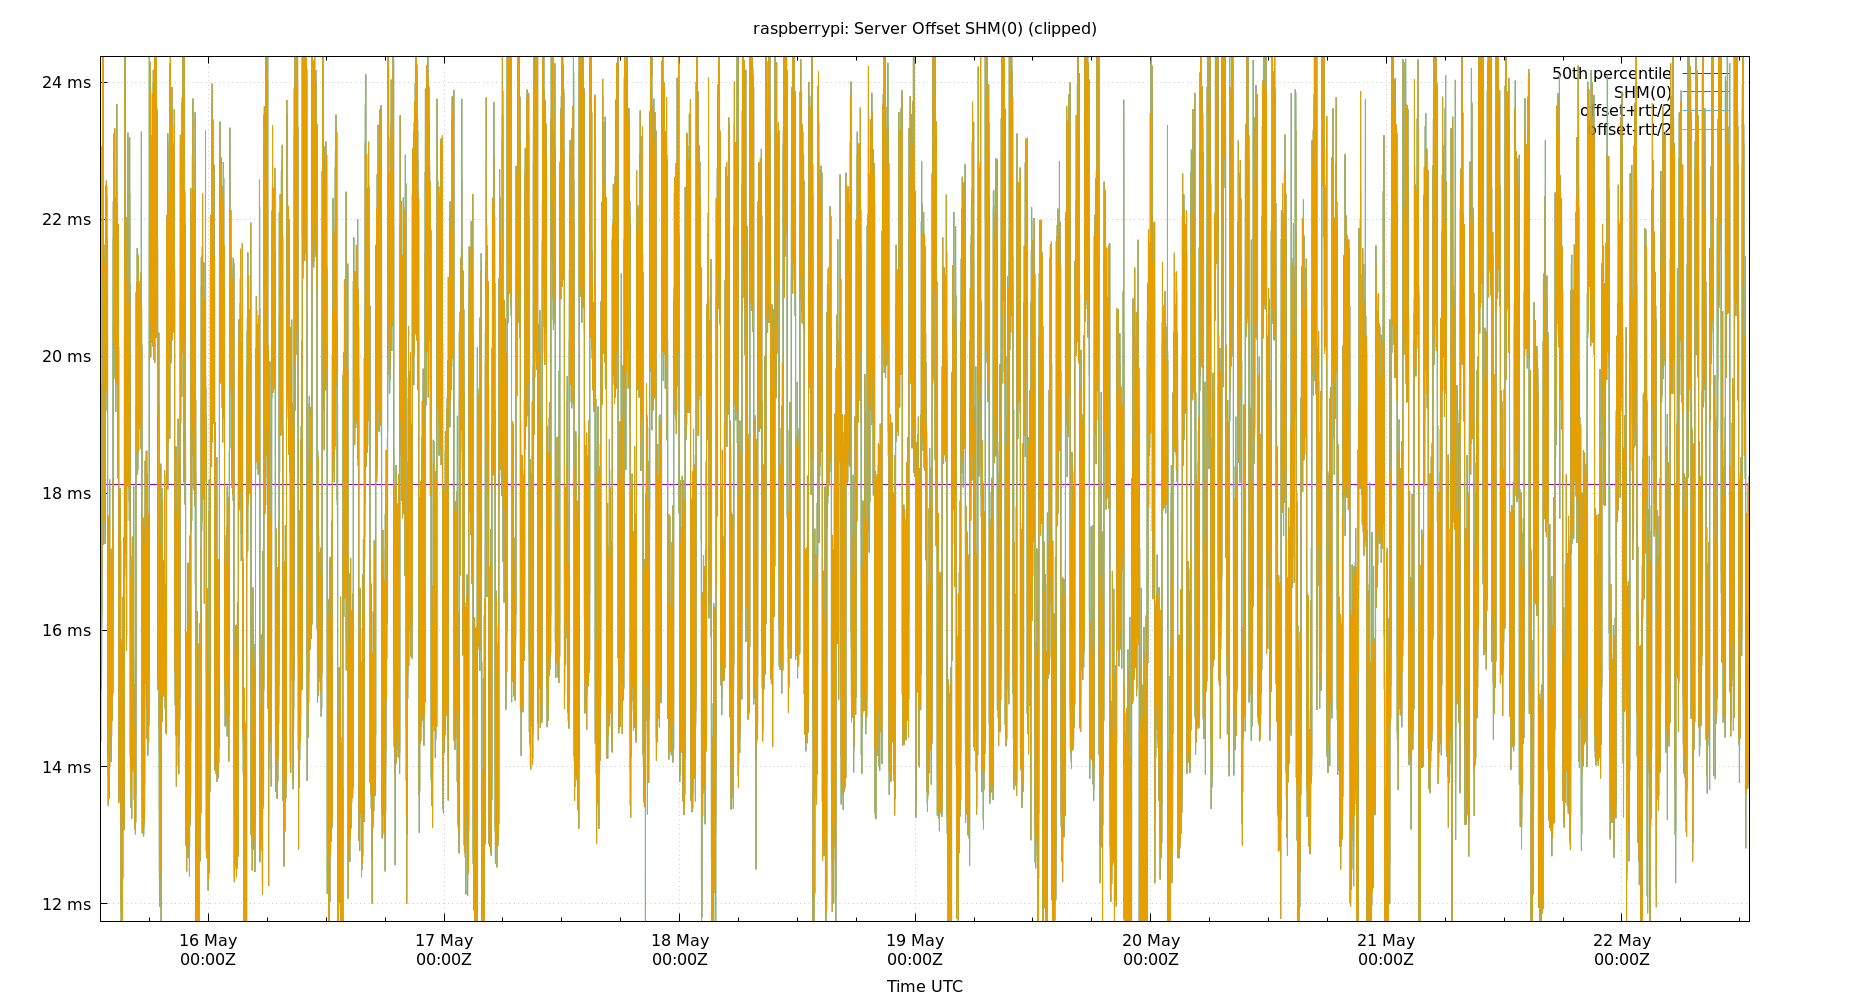 raspberrypi: Server Offset SHM(0) (clipped)
24 ms
22 ms
20 ms
18 ms
16 ms
14 ms
12 ms
50th percentile
SHM(0)
offset+rtt/2
offset-rtt/2
16 May
00:00Z
17 May
00:00Z
18 May
00:00Z
19 May
00:00Z
20 May
00:00Z
21 May
00:00Z
22 May
00:00Z
Time UTC